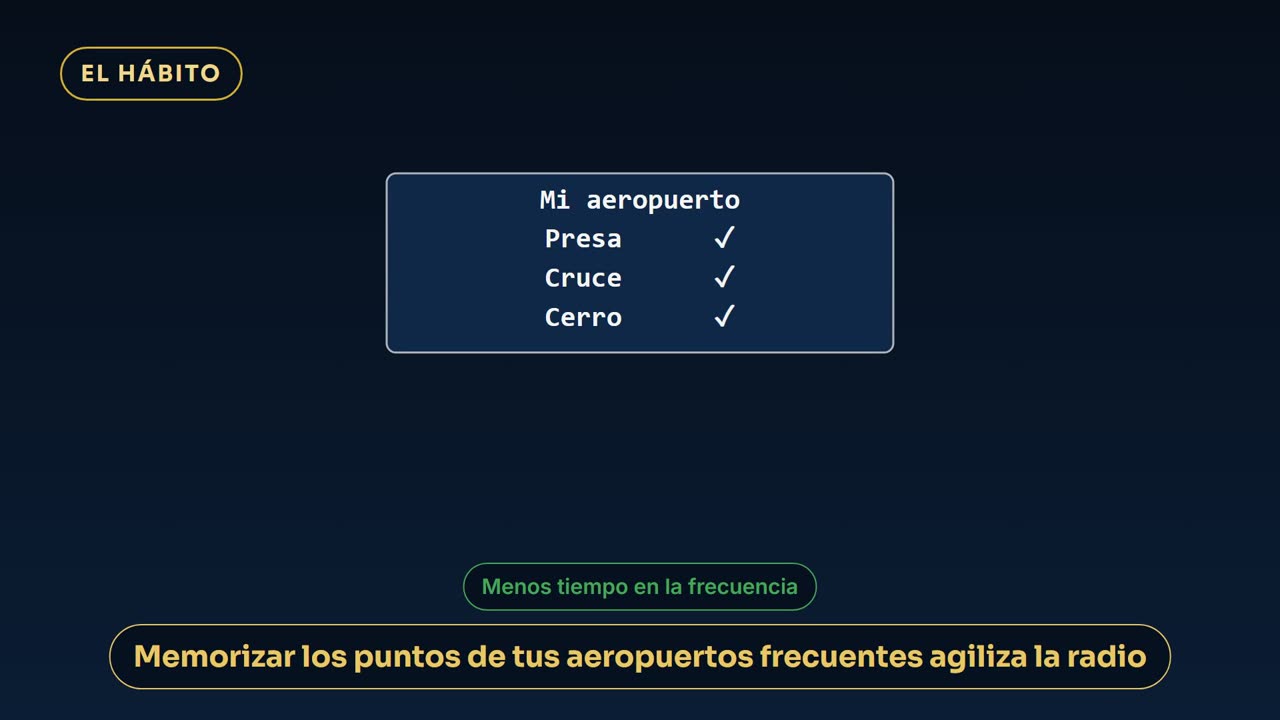 EL HÁBITO
Mi aeropuerto
Presa ✓
Cruce ✓
Cerro ✓
Menos tiempo en la frecuencia
Memorizar los puntos de tus aeropuertos frecuentes agiliza la radio